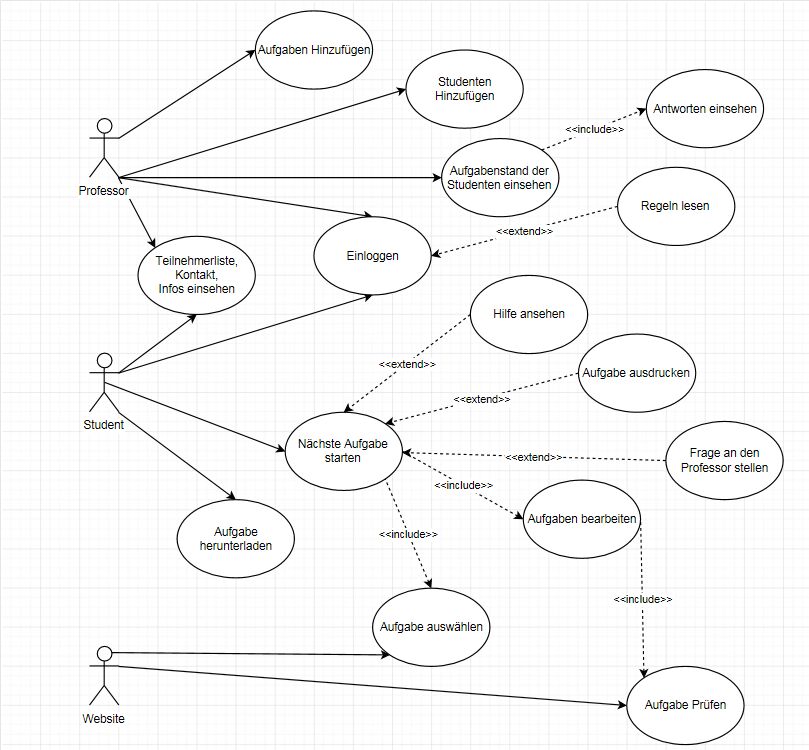 Aufgaben Hinzufügen
Studenten
Hinzufügen
Antworten einsehen
<<include>>
Aufgabenstand der
Studenten einsehen
Professor
Regeln lesen
<<extend>>
Einloggen
Teilnehmerliste,
Kontakt,
Infos einsehen
Hilfe ansehen
<<extend>>
Aufgabe ausdrucken
<<extend>>
Student
Nächste Aufgabe
starten
Frage an den
Professor stellen
<<extend>>
<<include>>
Aufgaben bearbeiten
Aufgabe
herunterladen
<<include>>
<<include>>
Aufgabe auswählen
Website
Aufgabe Prüfen